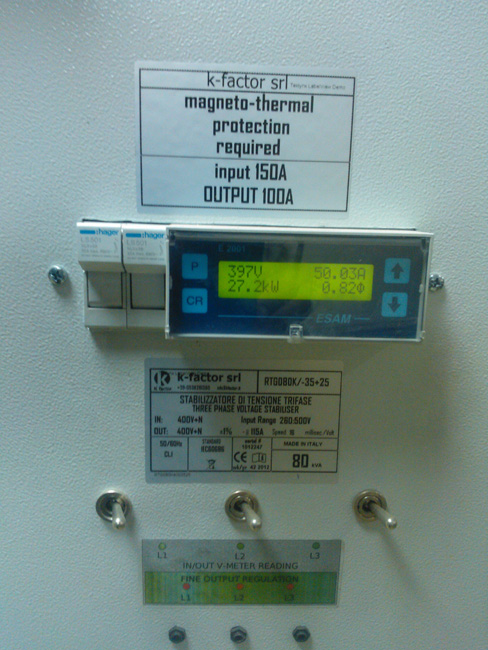 k-factor srl
magneto-thermal
protection
required
input 150A
OUTPUT 100A
:hager
:hager
P
CR
397V 50.03A
27.2kW 0.82Φ
ESAM
k-factor srl
RTG080K/-35+25
STABILIZZATORE DI TENSIONE TRIFASE
THREE PHASE VOLTAGE STABILISER
IN: 400V+N Input Range 260:500V
OUT: 400V+N ±1% 115A Speed
50/60Hz
STANDARD
MADE IN ITALY
CE
80 KVA
L1 L2 L3
IN/OUT V-METER READING
FINE OUTPUT REGULATION
L1 L2 L3